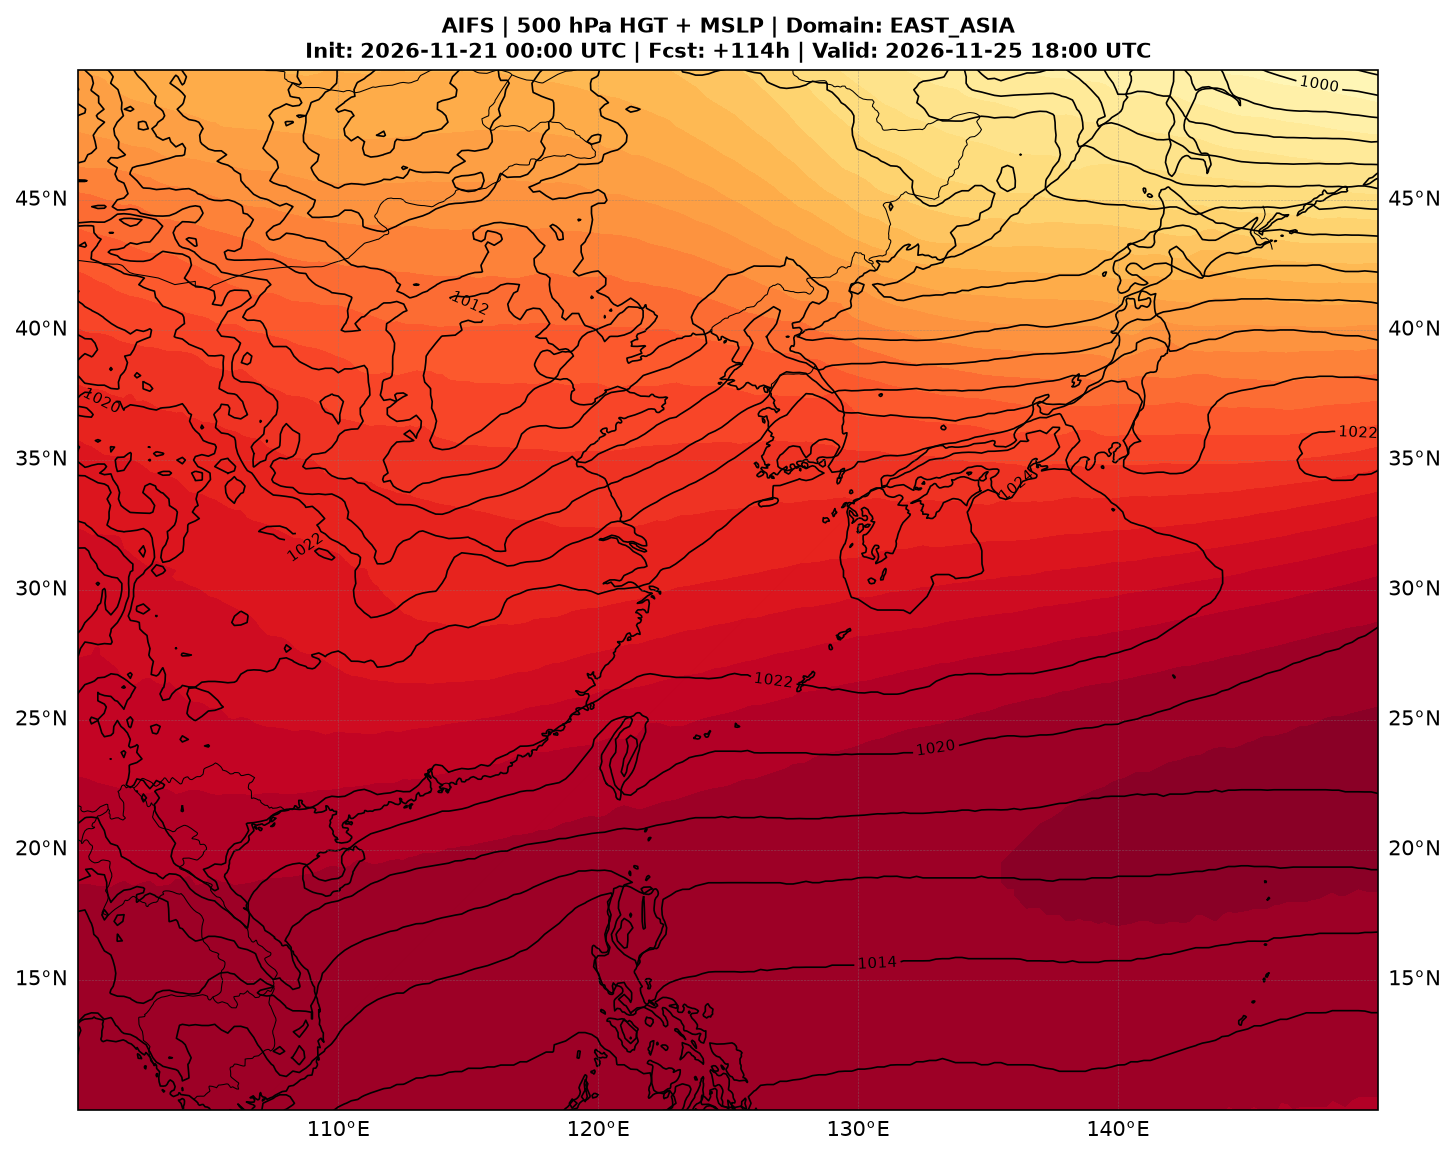 AIFS | 500 hPa HGT + MSLP | Domain: EAST_ASIA
Init: 2026-11-21 00:00 UTC | Fcst: +114h | Valid: 2026-11-25 18:00 UTC
1000
45°N 45°N
1012
40°N 40°N
1020
1022
35°N 35°N
1024
1022
30°N 30°N
1022
25°N 25°N
1020
20°N 20°N
1014
15°N 15°N
110°E 120°E 130°E 140°E